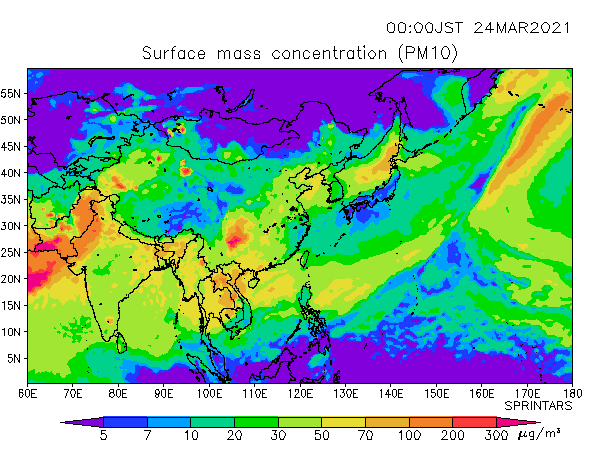 00:00JST 24MAR2021
Surface mass concentration (PM10)
55N
50N
45N
40N
35N
30N
25N
20N
15N
10N
5N
60E 70E 80E 90E 100E 110E 120E 130E 140E 150E 160E 170E 180
SPRINTARS
5 7 10 20 30 50 70 100 200 300 μg/m³